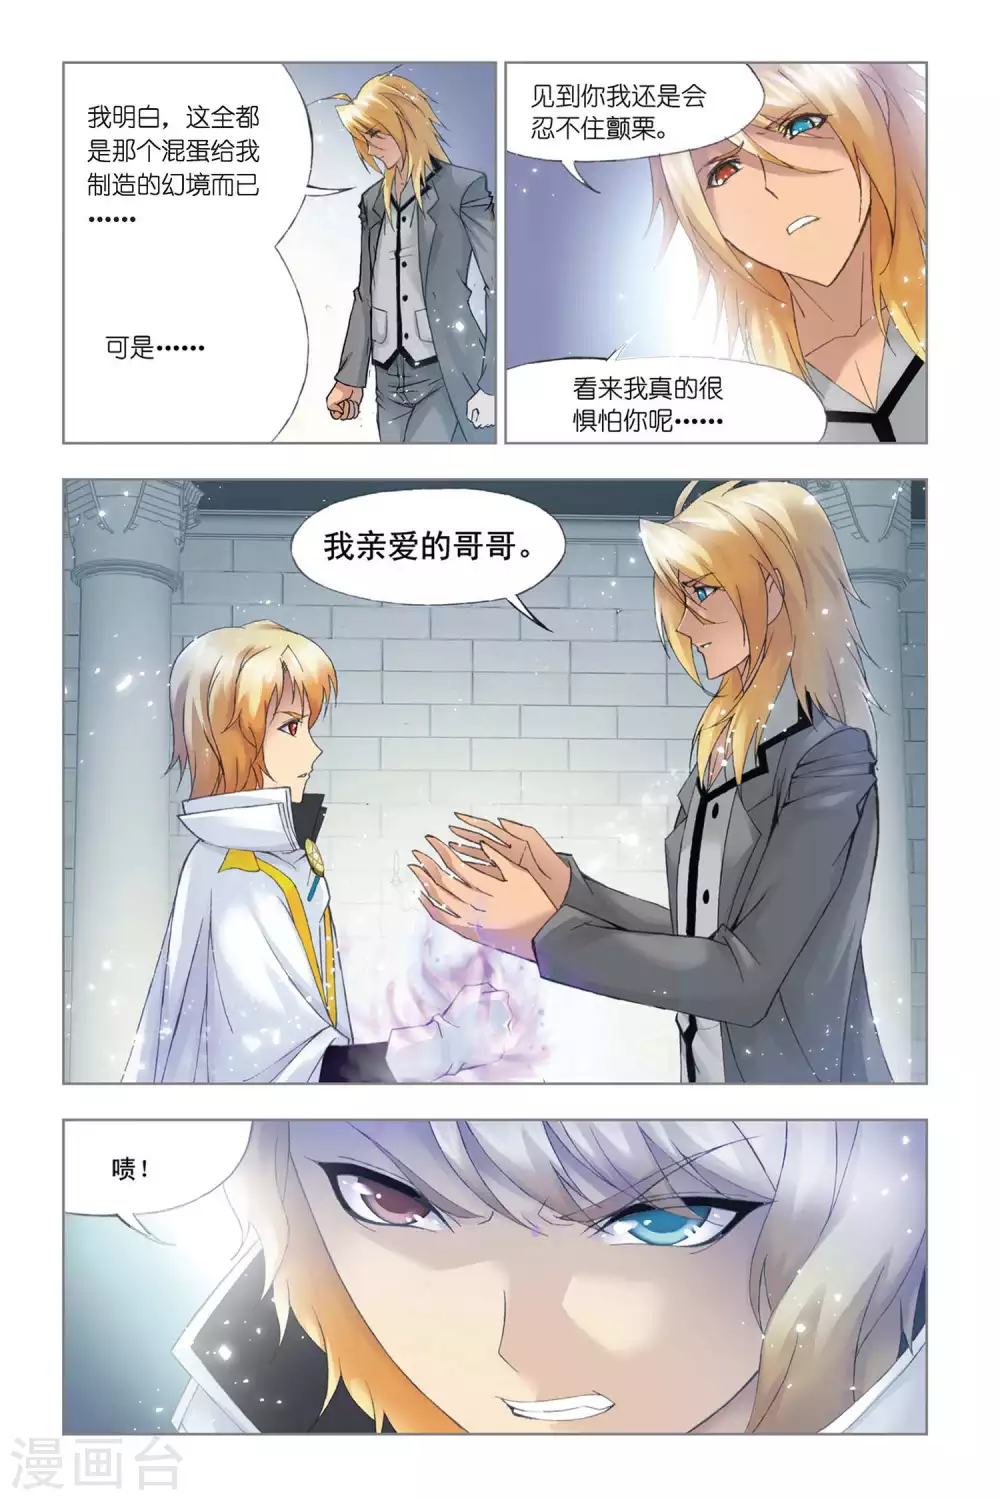 我明白，这全都
是那个混蛋给我
制造的幻境而已
······
可是······
见到你我还是会
忍不住颤栗。
看来我真的很
惧怕你呢······
我亲爱的哥哥。
啧！
漫画台